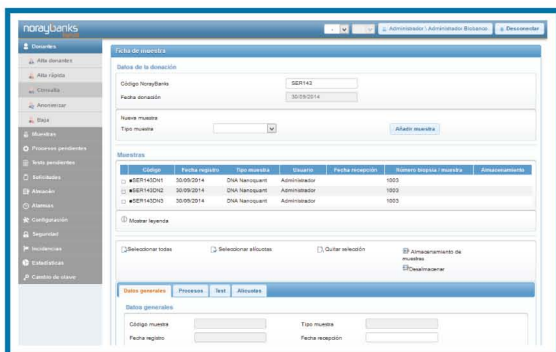 noraybanks
Administrador \ Administrador Biobanco
Desconectar
Donantes
Alta donantes
Alta rápida
Consulta
Anonimizar
Baja
Muestras
Procesos pendientes
Tests pendientes
Solicitudes
Almacén
Alarmas
Configuración
Seguridad
Incidencias
Estadísticas
Cambio de clave
Ficha de muestra
Datos de la donación
Código NorayBanks SER143
Fecha donación 30/09/2014
Nueva muestra
Tipo muestra
Añadir muestra
Muestras
Código Fecha registro Tipo muestra Usuario Fecha recepción Número biopsia / muestra Almacenamiento
SER143DN1 30/09/2014 DNA Nanoquant Administrador 1003
SER143DN2 30/09/2014 DNA Nanoquant Administrador 1003
SER143DN3 30/09/2014 DNA Nanoquant Administrador 1003
Mostrar leyenda
Seleccionar todas Seleccionar alícuotas Quitar selección Almacenamiento de muestras
Desalmacenar
Datos generales Procesos Test Alicuotas
Datos generales
Código muestra Tipo muestra
Fecha registro Fecha recepción